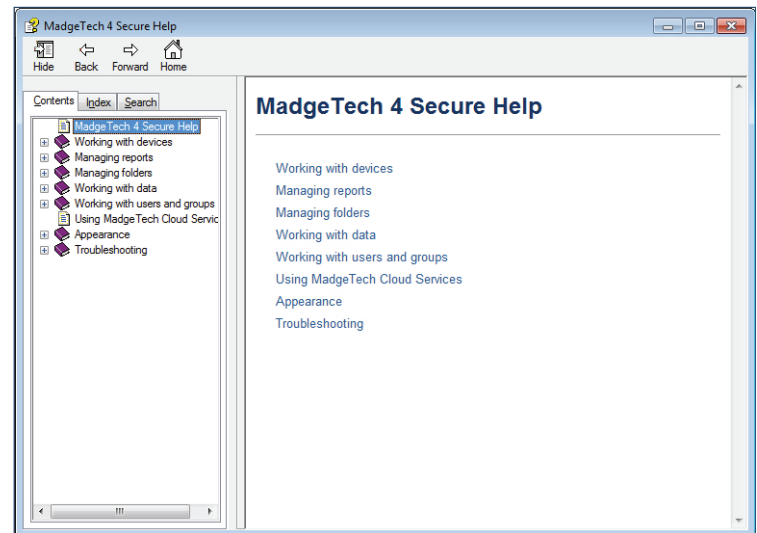 MadgeTech 4 Secure Help
Hide Back Forward Home
Contents Index Search
MadgeTech 4 Secure Help
Working with devices
Managing reports
Managing folders
Working with data
Working with users and groups
Using MadgeTech Cloud Servic
Appearance
Troubleshooting
MadgeTech 4 Secure Help
Working with devices
Managing reports
Managing folders
Working with data
Working with users and groups
Using MadgeTech Cloud Services
Appearance
Troubleshooting